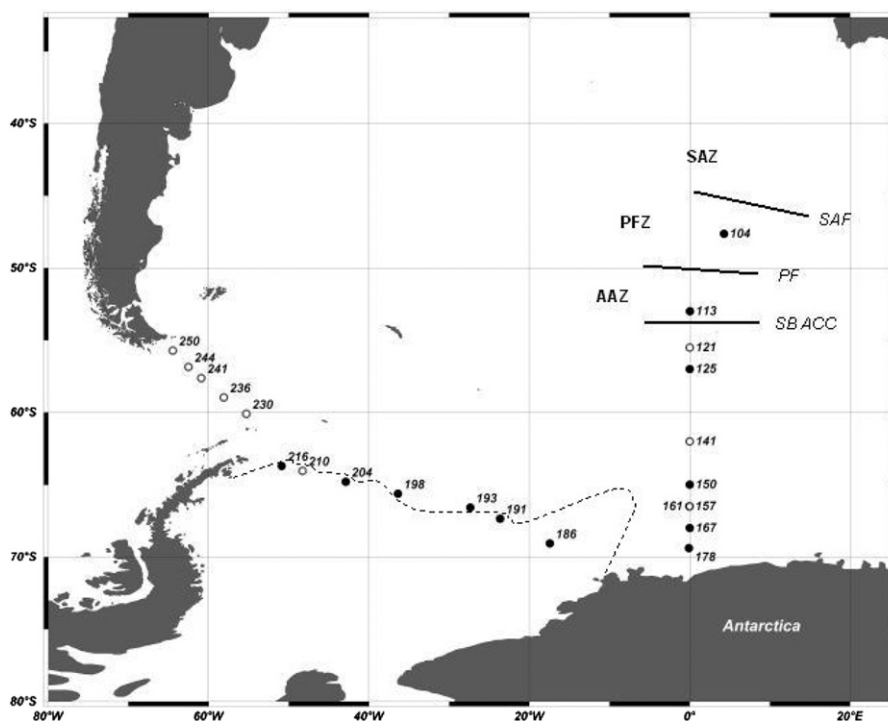 40°S
50°S
60°S
70°S
80°S
80°W
60°W
40°W
20°W
0°
20°E
SAZ
SAF
PFZ
104
PF
AAZ
113
SB ACC
121
125
141
150
161 157
167
178
250
244
241
236
230
216
210
204
198
193
191
186
Antarctica